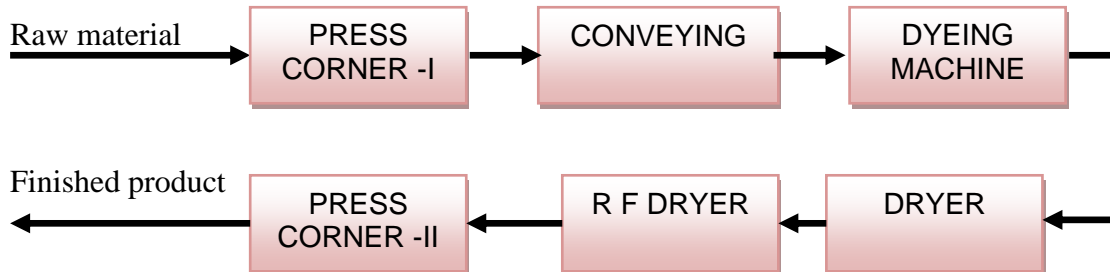 Raw material
PRESS
CORNER -I
CONVEYING
DYEING
MACHINE
DRYER
R F DRYER
PRESS
CORNER -II
Finished product